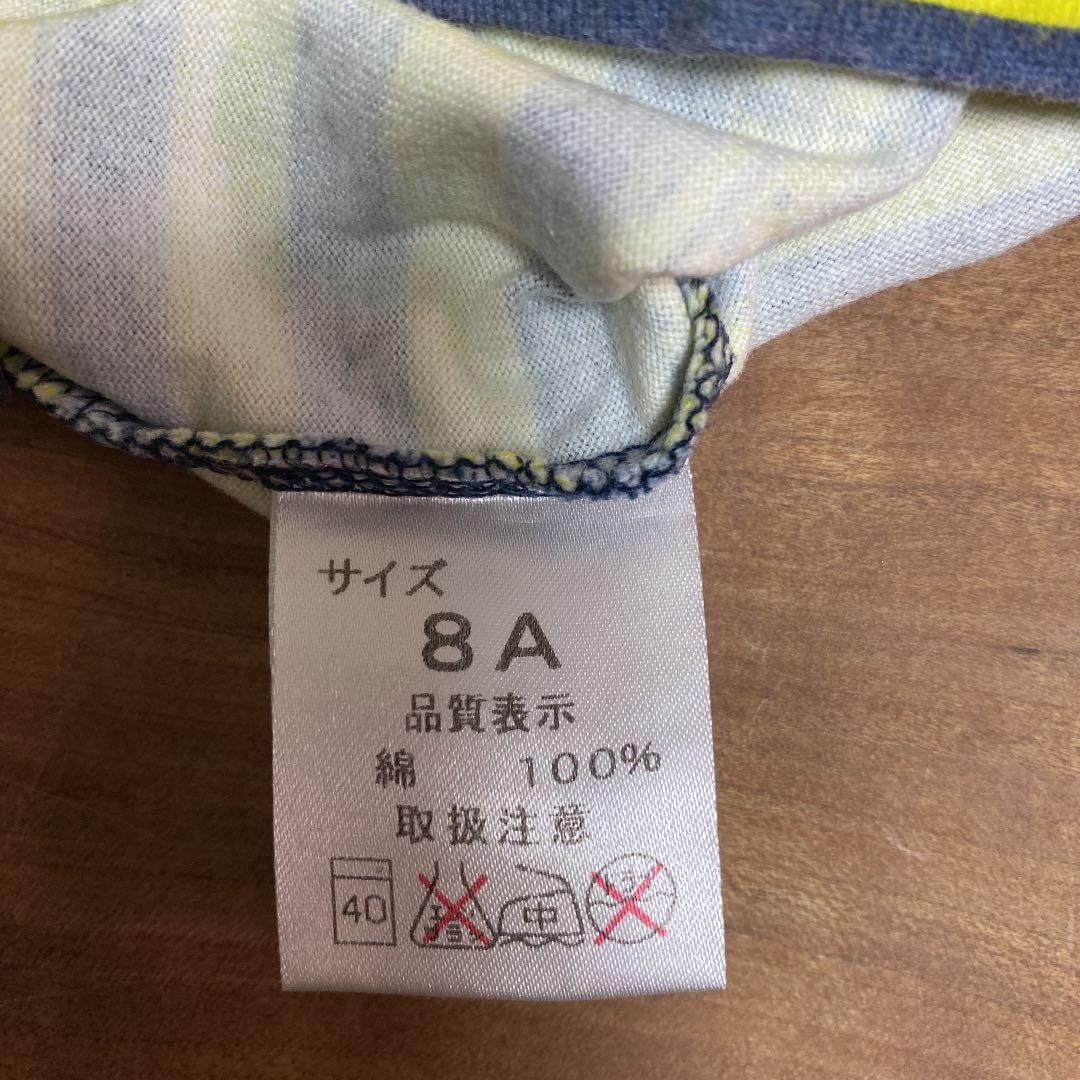 サイズ
8A
品質表示
綿 100%
取扱注意
40 中